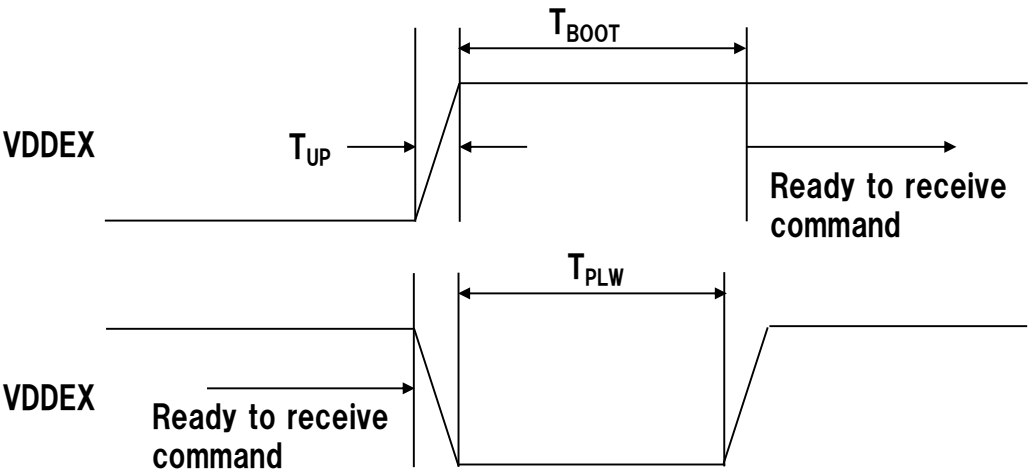 T_BOOT
VDDEX
T_UP
Ready to receive
command
T_PLW
VDDEX
Ready to receive
command